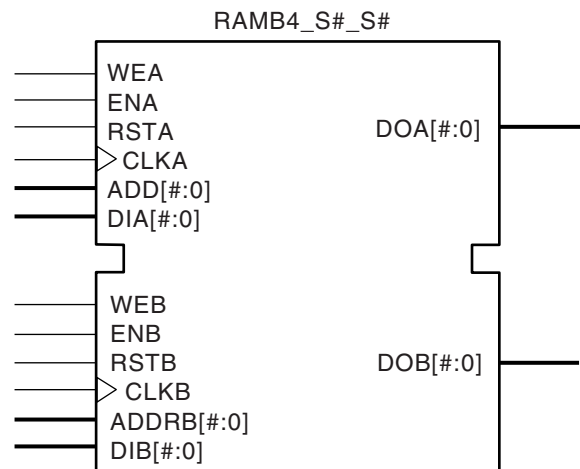 RAMB4_S#_S#
WEA
ENA
RSTA
DOA[#:0]
CLKA
ADD[#:0]
DIA[#:0]
WEB
ENB
RSTB
DOB[#:0]
CLKB
ADDRB[#:0]
DIB[#:0]